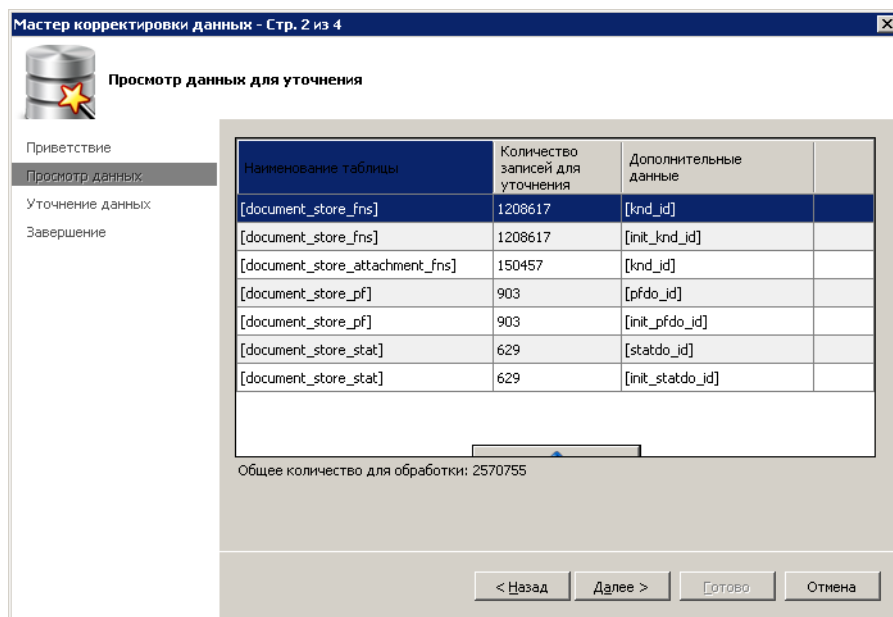 Мастер корректировки данных - Стр. 2 из 4
Просмотр данных для уточнения
Приветствие
Просмотр данных
Уточнение данных
Завершение
Наименование таблицы
Количество
записей для
уточнения
Дополнительные
данные
[document_store_fns] 1208617 [knd_id]
[document_store_fns] 1208617 [init_knd_id]
[document_store_attachment_fns] 150457 [knd_id]
[document_store_pf] 903 [pfdo_id]
[document_store_pf] 903 [init_pfdo_id]
[document_store_stat] 629 [statdo_id]
[document_store_stat] 629 [init_statdo_id]
Общее количество для обработки: 2570755
< Назад Далее > Готово Отмена